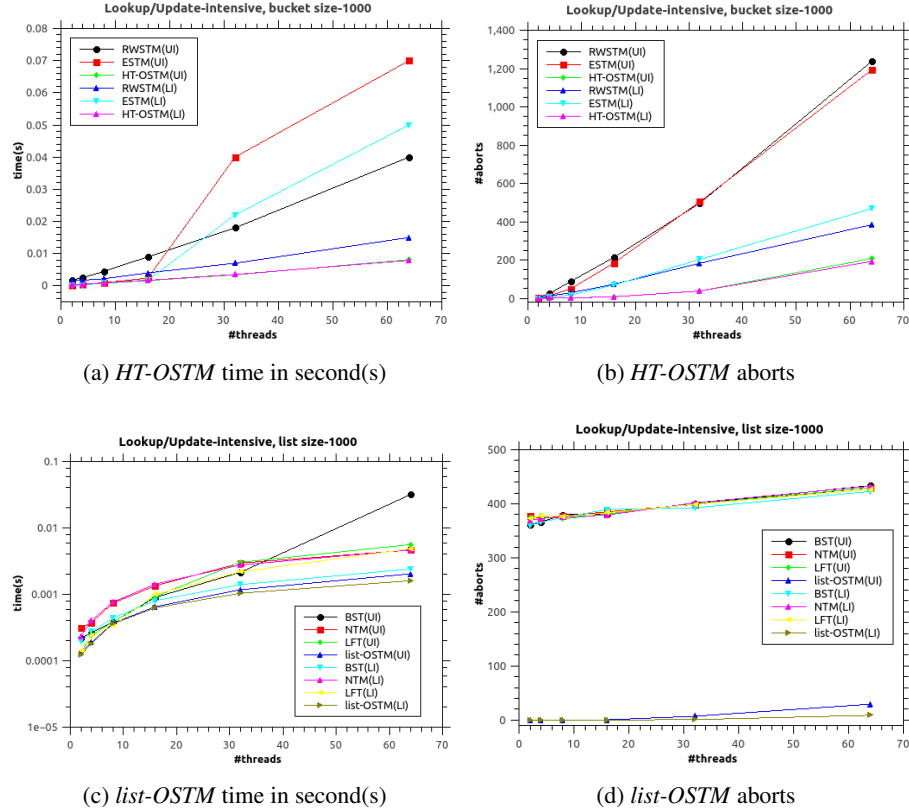 Lookup/Update-intensive, bucket size-1000
0.08
0.07
0.06
0.05
0.04
0.03
0.02
0.01
0
time(s)
RWSTM(UI)
ESTM(UI)
HT-OSTM(UI)
RWSTM(LI)
ESTM(LI)
HT-OSTM(LI)
0 10 20 30 40 50 60 70
#threads
(a) HT-OSTM time in second(s)
Lookup/Update-intensive, bucket size-1000
1,400
1,200
1,000
800
600
400
200
0
#aborts
RWSTM(UI)
ESTM(UI)
HT-OSTM(UI)
RWSTM(LI)
ESTM(LI)
HT-OSTM(LI)
0 10 20 30 40 50 60 70
#threads
(b) HT-OSTM aborts
Lookup/Update-intensive, list size-1000
0.1
0.01
0.001
0.0001
1e-05
time(s)
BST(UI)
NTM(UI)
LFT(UI)
list-OSTM(UI)
BST(LI)
NTM(LI)
LFT(LI)
list-OSTM(LI)
0 10 20 30 40 50 60 70
#threads
(c) list-OSTM time in second(s)
Lookup/Update-intensive, list size-1000
500
400
300
200
100
0
#aborts
BST(UI)
NTM(UI)
LFT(UI)
list-OSTM(UI)
BST(LI)
NTM(LI)
LFT(LI)
list-OSTM(LI)
0 10 20 30 40 50 60 70
#threads
(d) list-OSTM aborts